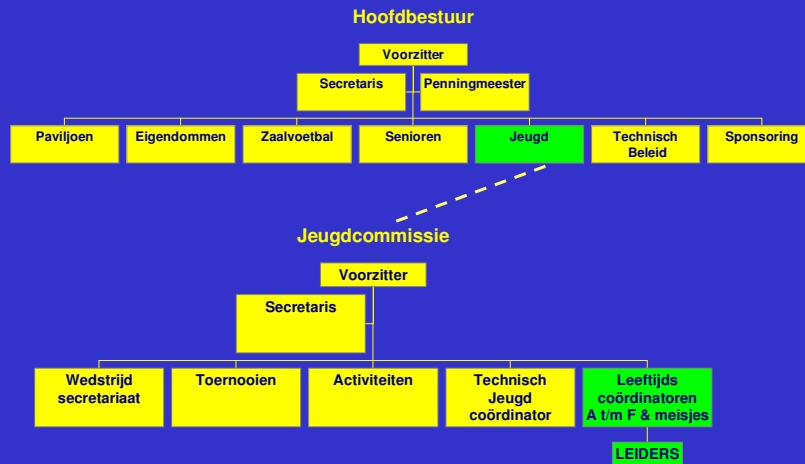 Hoofdbestuur
Voorzitter
Secretaris
Penningmeester
Paviljoen
Eigendommen
Zaalvoetbal
Senioren
Jeugd
Technisch
Beleid
Sponsoring
Jeugdcommissie
Voorzitter
Secretaris
Wedstrijd
secretariaat
Toernooien
Activiteiten
Technisch
Jeugd
coördinator
Leeftijds
coördinatoren
A t/m F & meisjes
LEIDERS